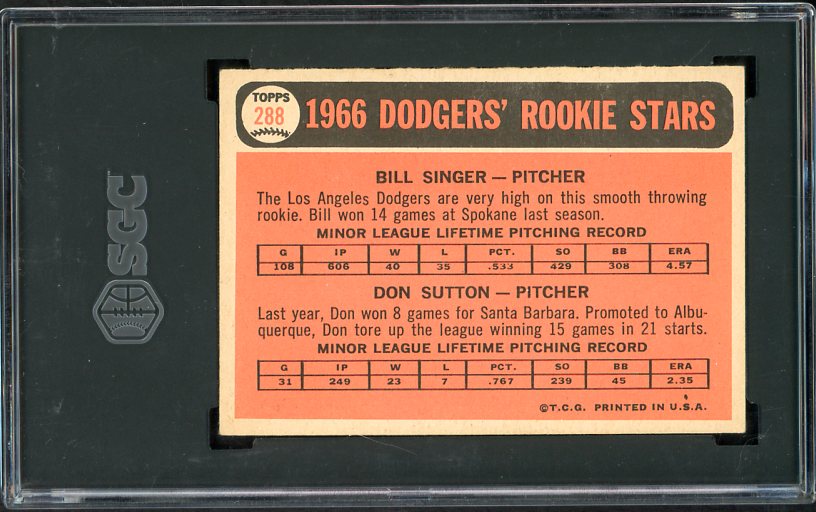 SGC
TOPPS
288
1966 DODGERS' ROOKIE STARS
BILL SINGER — PITCHER
The Los Angeles Dodgers are very high on this smooth throwing
rookie. Bill won 14 games at Spokane last season.
MINOR LEAGUE LIFETIME PITCHING RECORD
G IP W L PCT. SO BB ERA
108 606 40 35 .533 429 308 4.57
DON SUTTON — PITCHER
Last year, Don won 8 games for Santa Barbara. Promoted to Albu-
querque, Don tore up the league winning 15 games in 21 starts.
MINOR LEAGUE LIFETIME PITCHING RECORD
G IP W L PCT. SO BB ERA
31 249 23 7 .767 239 45 2.35
©T.C.G. PRINTED IN U.S.A.